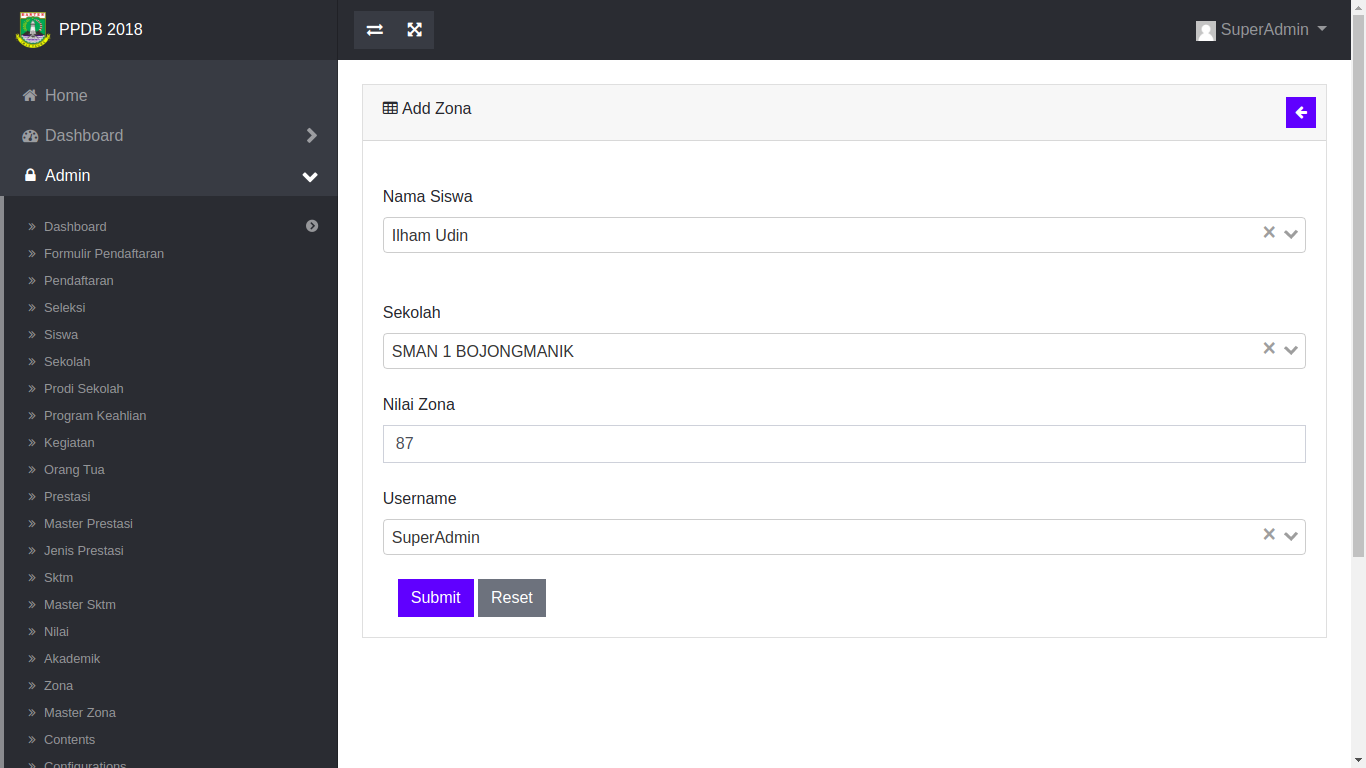 PPDB 2018
SuperAdmin
Home
Dashboard
Admin
Dashboard
Formulir Pendaftaran
Pendaftaran
Seleksi
Siswa
Sekolah
Prodi Sekolah
Program Keahlian
Kegiatan
Orang Tua
Prestasi
Master Prestasi
Jenis Prestasi
Sktm
Master Sktm
Nilai
Akademik
Zona
Master Zona
Contents
Configurations
Add Zona
Nama Siswa
Ilham Udin
Sekolah
SMAN 1 BOJONGMANIK
Nilai Zona
87
Username
SuperAdmin
Submit Reset